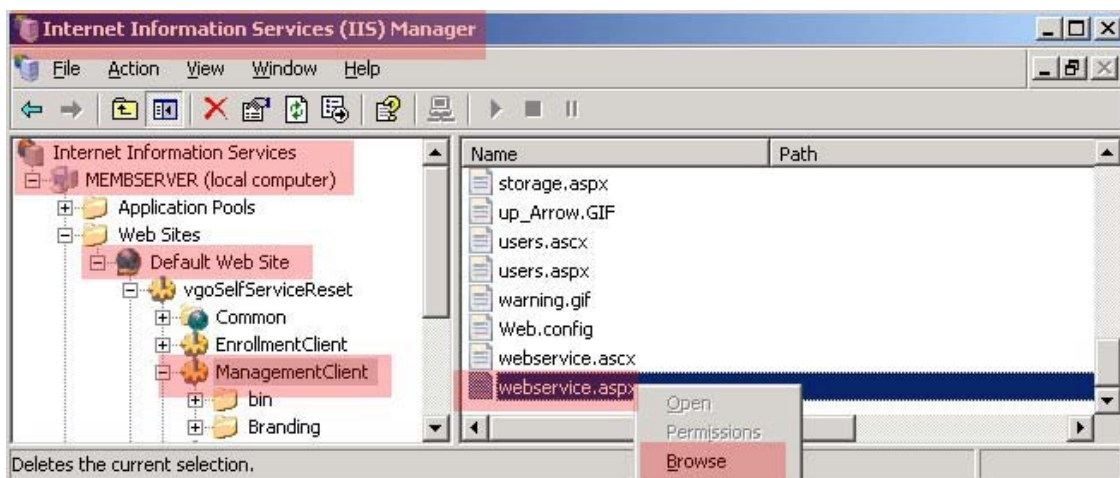 Internet Information Services (IIS) Manager
File Action View Window Help
Internet Information Services
MEMBSERVER (local computer)
Application Pools
Web Sites
Default Web Site
vgoSelfServiceReset
Common
EnrollmentClient
ManagementClient
bin
Branding
Name Path
storage.aspx
up_Arrow.GIF
users.ascx
users.aspx
warning.gif
Web.config
webservice.ascx
webservice.aspx
Open
Permissions
Browse
Deletes the current selection.